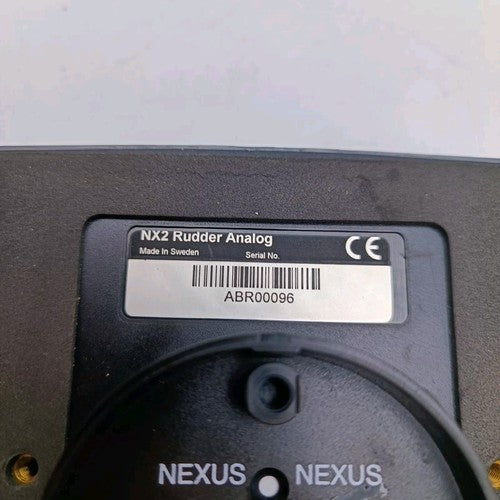 NX2 Rudder Analog
Made In Sweden Serial No.
CE
ABR00096
NEXUS NEXUS